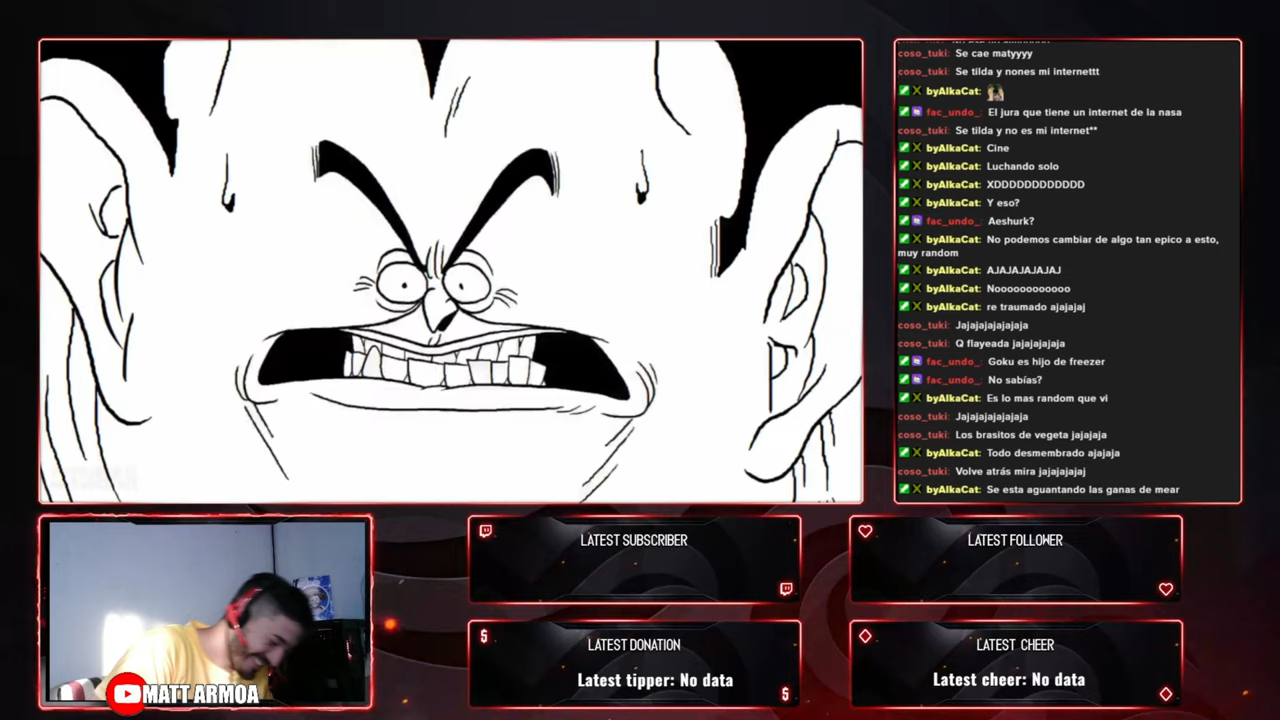 coso_tuki: Se cae matyyyy
coso_tuki: Se tilda y nones mi internettt
byAlkaCat:
fac_undo_: El jura que tiene un internet de la nasa
coso_tuki: Se tilda y no es mi internet**
byAlkaCat: Cine
byAlkaCat: Luchando solo
byAlkaCat: XDDDDDDDDDDDD
byAlkaCat: Y eso?
fac_undo_: Aeshurk?
byAlkaCat: No podemos cambiar de algo tan epico a esto,
muy random
byAlkaCat: AJAJAJAJAJAJ
byAlkaCat: Nooooooooooo
byAlkaCat: re traumado ajajajaj
coso_tuki: Jajajajajajaja
coso_tuki: Q flayeada jajajajajaja
fac_undo_: Goku es hijo de freezer
fac_undo_: No sabías?
byAlkaCat: Es lo mas random que vi
coso_tuki: Jajajajajajaja
coso_tuki: Los brasitos de vegeta jajajaja
byAlkaCat: Todo desmembrado ajajaja
coso_tuki: Volve atrás mira jajajajajaj
byAlkaCat: Se esta aguantando las ganas de mear
LATEST SUBSCRIBER
LATEST FOLLOWER
LATEST DONATION
Latest tipper: No data
LATEST CHEER
Latest cheer: No data
MATT ARMOA